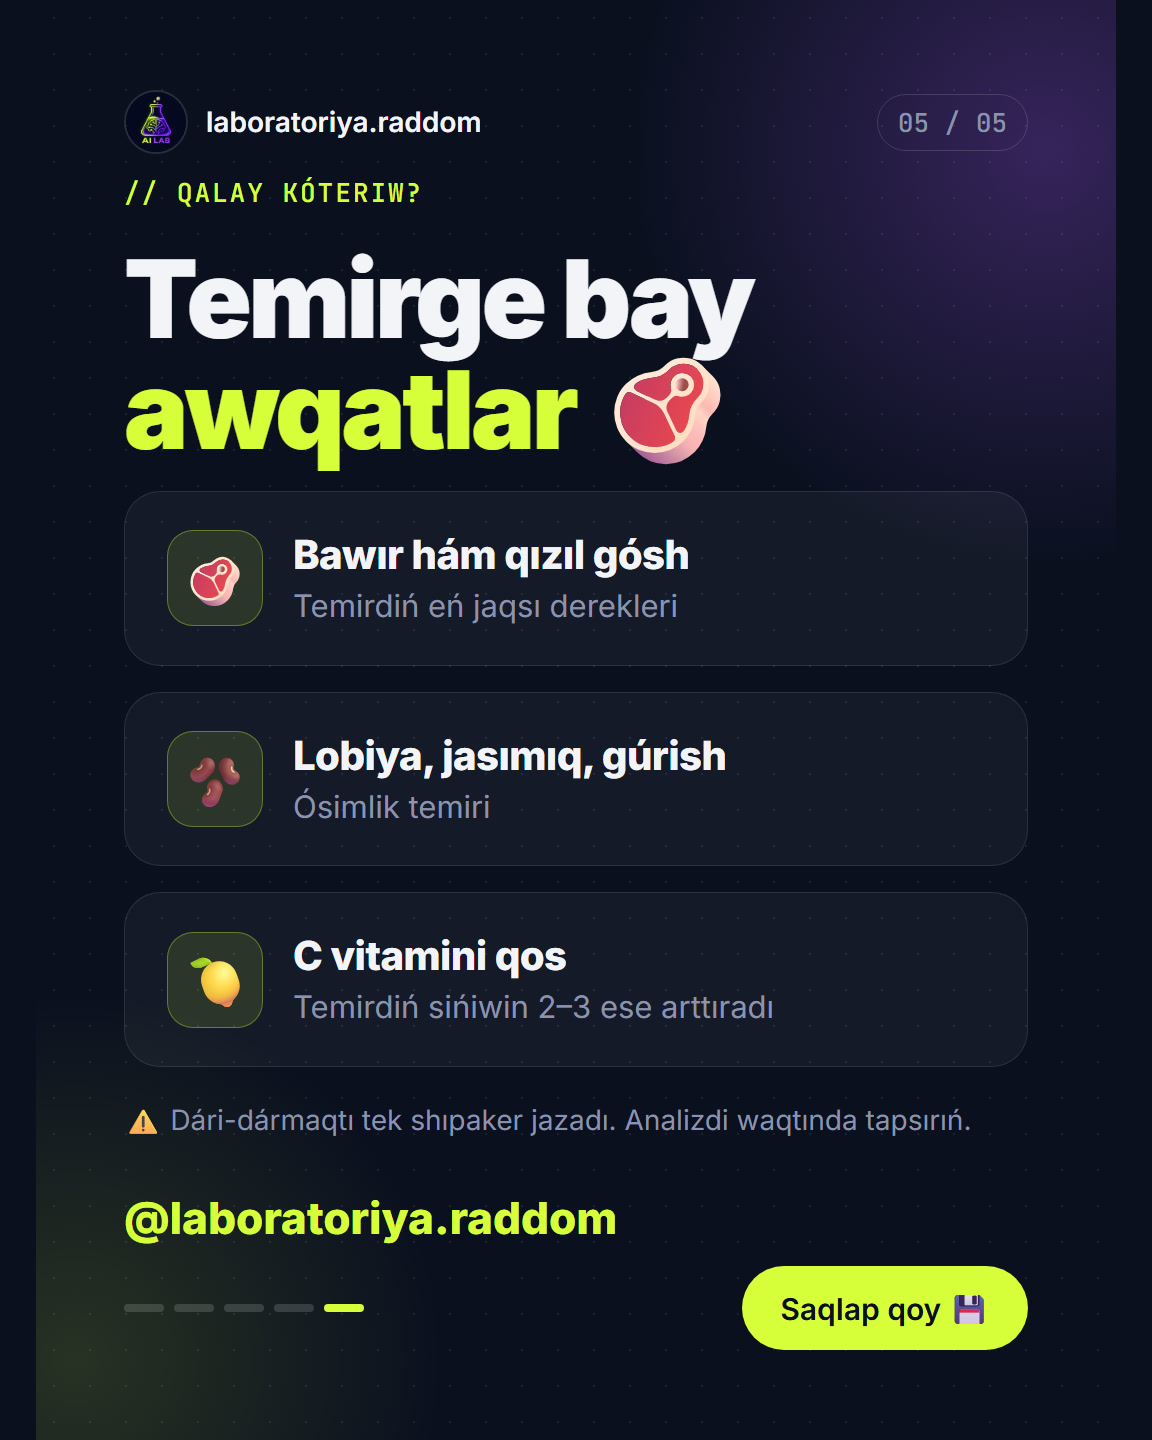 AI LAB
laboratoriya.raddom
05 / 05
// QALAY KÓTERIW?
Temirge bay
awqatlar
Bawır hám qızıl gósh
Temirdiń eń jaqsı derekleri
Lobiya, jasımıq, gúrish
Ósimlik temiri
C vitamini qos
Temirdiń sińiwin 2–3 ese arttıradı
Dári-dármaqtı tek shıpaker jazadı. Analizdi waqtında tapsırıń.
@laboratoriya.raddom
Saqlap qoy